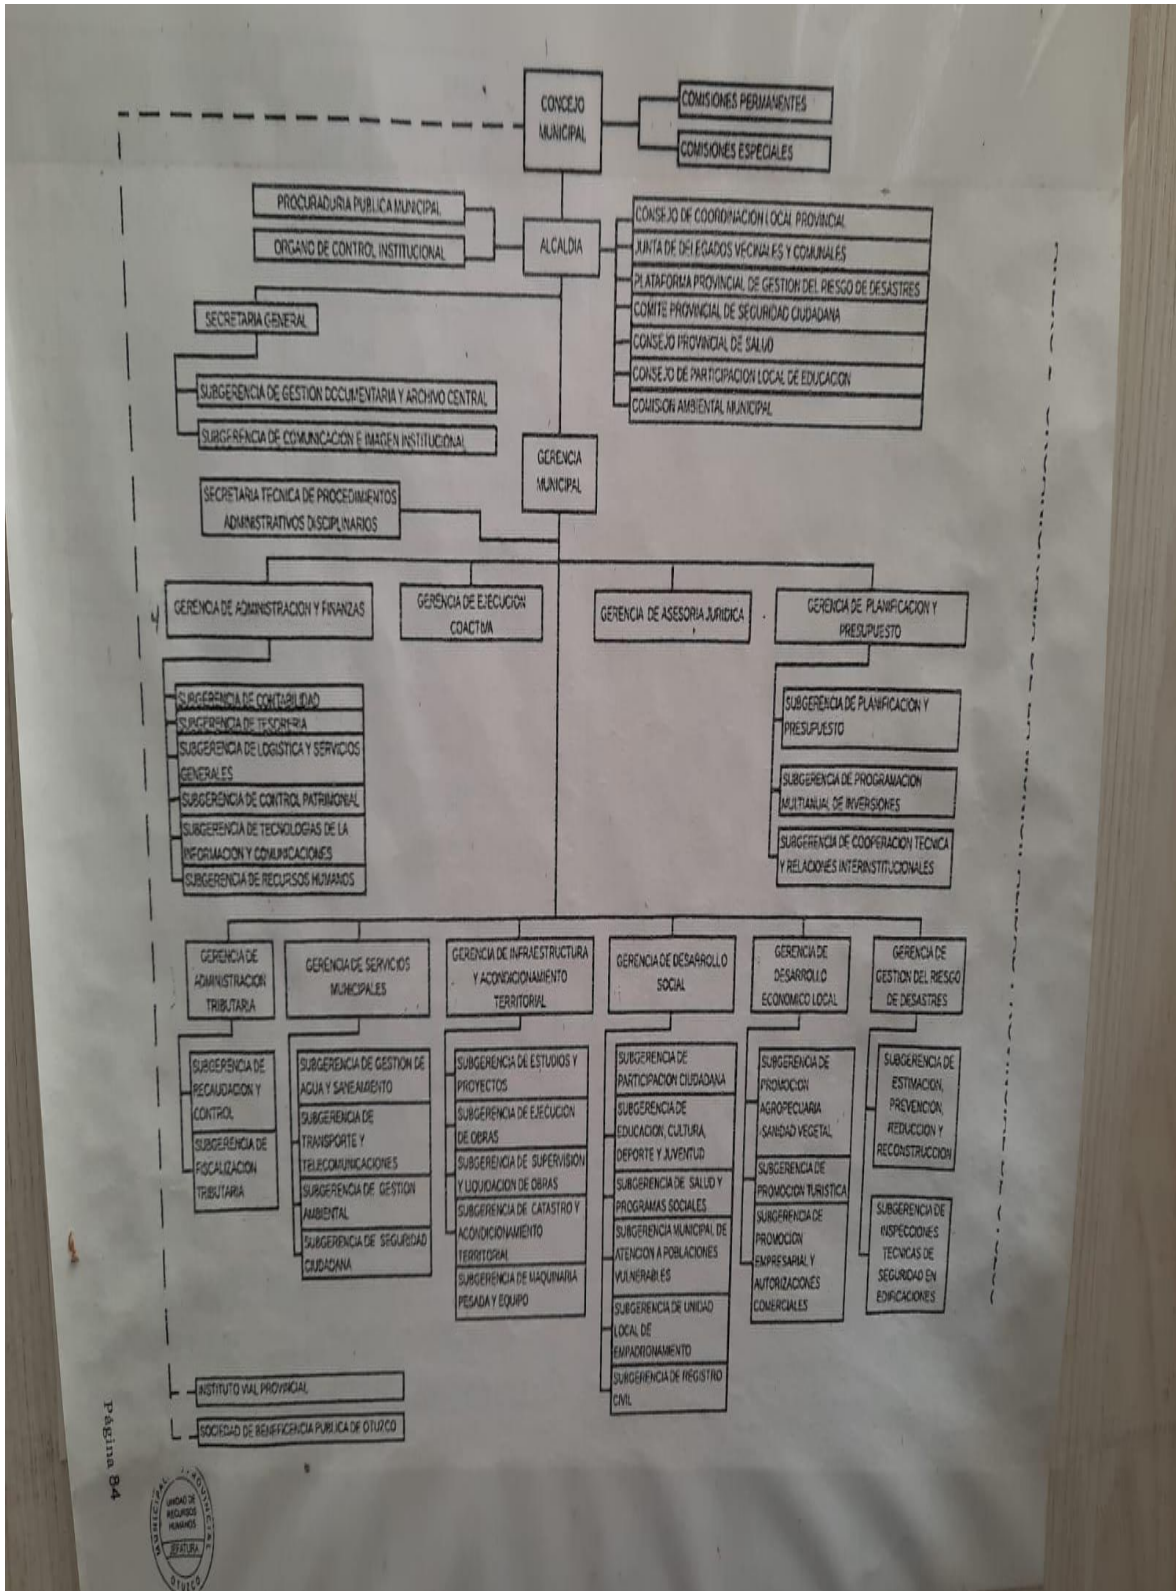 CONCEJO
MUNICIPAL
COMISIONES PERMANENTES
COMISIONES ESPECIALES
PROCURADURIA PUBLICA MUNICIPAL
ORGANO DE CONTROL INSTITUCIONAL
ALCALDIA
CONSEJO DE COORDINACION LOCAL PROVINCIAL
JUNTA DE DELEGADOS VECINALES Y COMUNALES
PLATAFORMA PROVINCIAL DE GESTION DEL RIESGO DE DESASTRES
COMITE PROVINCIAL DE SEGURIDAD CIUDADANA
CONSEJO PROVINCIAL DE SALUD
CONSEJO DE PARTICIPACION LOCAL DE EDUCACION
COMISION AMBIENTAL MUNICIPAL
SECRETARIA GENERAL
SUBGERENCIA DE GESTION DOCUMENTARIA Y ARCHIVO CENTRAL
SUBGERENCIA DE COMUNICACION E IMAGEN INSTITUCIONAL
GERENCIA
MUNICIPAL
SECRETARIA TECNICA DE PROCEDIMIENTOS
ADMINISTRATIVOS DISCIPLINARIOS
GERENCIA DE ADMINISTRACION Y FINANZAS
GERENCIA DE EJECUCION
COACTIVA
GERENCIA DE ASESORIA JURIDICA
GERENCIA DE PLANIFICACION Y
PRESUPUESTO
SUBGERENCIA DE CONTABILIDAD
SUBGERENCIA DE TESORERIA
SUBGERENCIA DE LOGISTICA Y SERVICIOS
GENERALES
SUBGERENCIA DE CONTROL PATRIMONIAL
SUBGERENCIA DE TECNOLOGIAS DE LA
INFORMACION Y COMUNICACIONES
SUBGERENCIA DE RECURSOS HUMANOS
SUBGERENCIA DE PLANIFICACION Y
PRESUPUESTO
SUBGERENCIA DE PROGRAMACION
MULTIANUAL DE INVERSIONES
SUBGERENCIA DE COOPERACION TECNICA
Y RELACIONES INTERINSTITUCIONALES
GERENCIA DE
ADMINISTRACION
TRIBUTARIA
SUBGERENCIA DE
RECAUDACION Y
CONTROL
SUBGERENCIA DE
FISCALIZACION
TRIBUTARIA
GERENCIA DE SERVICIOS
MUNICIPALES
SUBGERENCIA DE GESTION DE
AGUA Y SANEAMIENTO
SUBGERENCIA DE
TRANSPORTE Y
TELECOMUNICACIONES
SUBGERENCIA DE GESTION
AMBIENTAL
SUBGERENCIA DE SEGURIDAD
CIUDADANA
GERENCIA DE INFRAESTRUCTURA
Y ACONDICIONAMIENTO
TERRITORIAL
SUBGERENCIA DE ESTUDIOS Y
PROYECTOS
SUBGERENCIA DE EJECUCION
DE OBRAS
SUBGERENCIA DE SUPERVISION
Y LIQUIDACION DE OBRAS
SUBGERENCIA DE CATASTRO Y
ACONDICIONAMIENTO
TERRITORIAL
SUBGERENCIA DE MAQUINARIA
PESADA Y EQUIPO
GERENCIA DE DESARROLLO
SOCIAL
SUBGERENCIA DE
PARTICIPACION CIUDADANA
SUBGERENCIA DE
EDUCACION, CULTURA,
DEPORTE Y JUVENTUD
SUBGERENCIA DE SALUD Y
PROGRAMAS SOCIALES
SUBGERENCIA MUNICIPAL DE
ATENCION A POBLACIONES
VULNERABLES
SUBGERENCIA DE UNIDAD
LOCAL DE
EMPADRONAMIENTO
SUBGERENCIA DE REGISTRO
CIVIL
GERENCIA DE
DESARROLLO
ECONOMICO LOCAL
SUBGERENCIA DE
PROMOCION
AGROPECUARIA
-SANIDAD VEGETAL
SUBGERENCIA DE
PROMOCION TURISTICA
SUBGERENCIA DE
PROMOCION
EMPRESARIAL Y
AUTORIZACIONES
COMERCIALES
GERENCIA DE
GESTION DEL RIESGO
DE DESASTRES
SUBGERENCIA DE
ESTIMACION,
PREVENCION,
REDUCCION Y
RECONSTRUCCION
SUBGERENCIA DE
INSPECCIONES
TECNICAS DE
SEGURIDAD EN
EDIFICACIONES
INSTITUTO VIAL PROVINCIAL
SOCIEDAD DE BENEFICENCIA PUBLICA DE OTUZCO
Página 84
UNIDAD DE
RECURSOS
HUMANOS
JEFATURA
OTUZCO